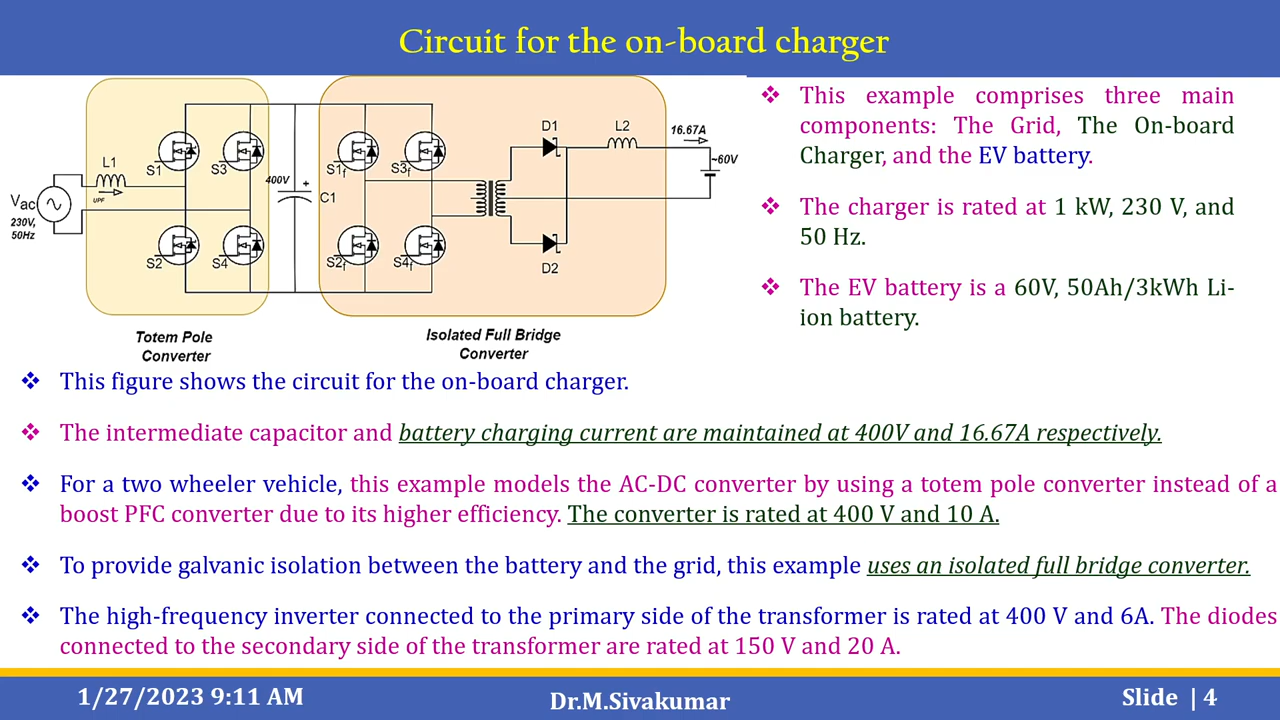 Circuit for the on-board charger
L1
S1
S3
UPF
Vac
230V,
50Hz
S2
S4
400V
+
C1
S1f
S3f
S2f
S4f
D1
D2
L2
16.67A
~60V
Totem Pole
Converter
Isolated Full Bridge
Converter
❖ This example comprises three main
components: The Grid, The On-board
Charger, and the EV battery.
❖ The charger is rated at 1 kW, 230 V, and
50 Hz.
❖ The EV battery is a 60V, 50Ah/3kWh Li-
ion battery.
❖ This figure shows the circuit for the on-board charger.
❖ The intermediate capacitor and battery charging current are maintained at 400V and 16.67A respectively.
❖ For a two wheeler vehicle, this example models the AC-DC converter by using a totem pole converter instead of a
boost PFC converter due to its higher efficiency. The converter is rated at 400 V and 10 A.
❖ To provide galvanic isolation between the battery and the grid, this example uses an isolated full bridge converter.
❖ The high-frequency inverter connected to the primary side of the transformer is rated at 400 V and 6A. The diodes
connected to the secondary side of the transformer are rated at 150 V and 20 A.
1/27/2023 9:11 AM
Dr.M.Sivakumar
Slide | 4